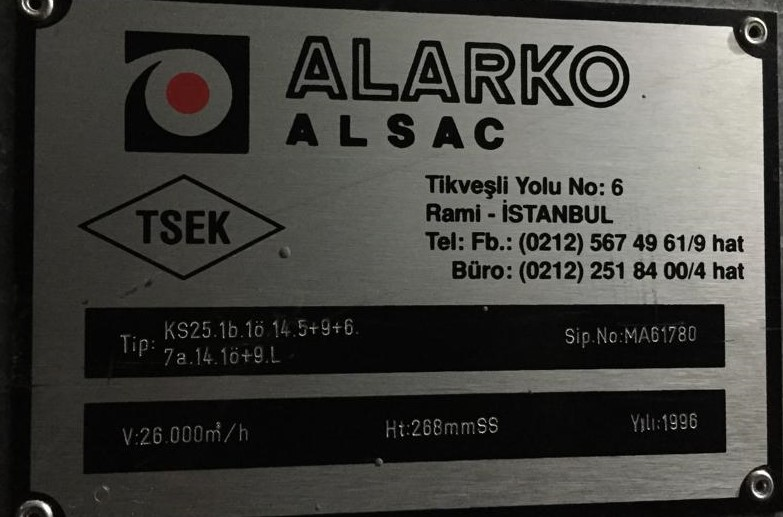 ALARKO
ALSAC
TSEK
Tikveşli Yolu No: 6
Rami - İSTANBUL
Tel: Fb.: (0212) 567 49 61/9 hat
Büro: (0212) 251 84 00/4 hat
Tip: KS25.1b.1ö.14.5+9+6.
7a.14.1ö+9.L
Sip.No:MA61780
V:26.000m³/h
Ht:268mmSS
Yılı:1996